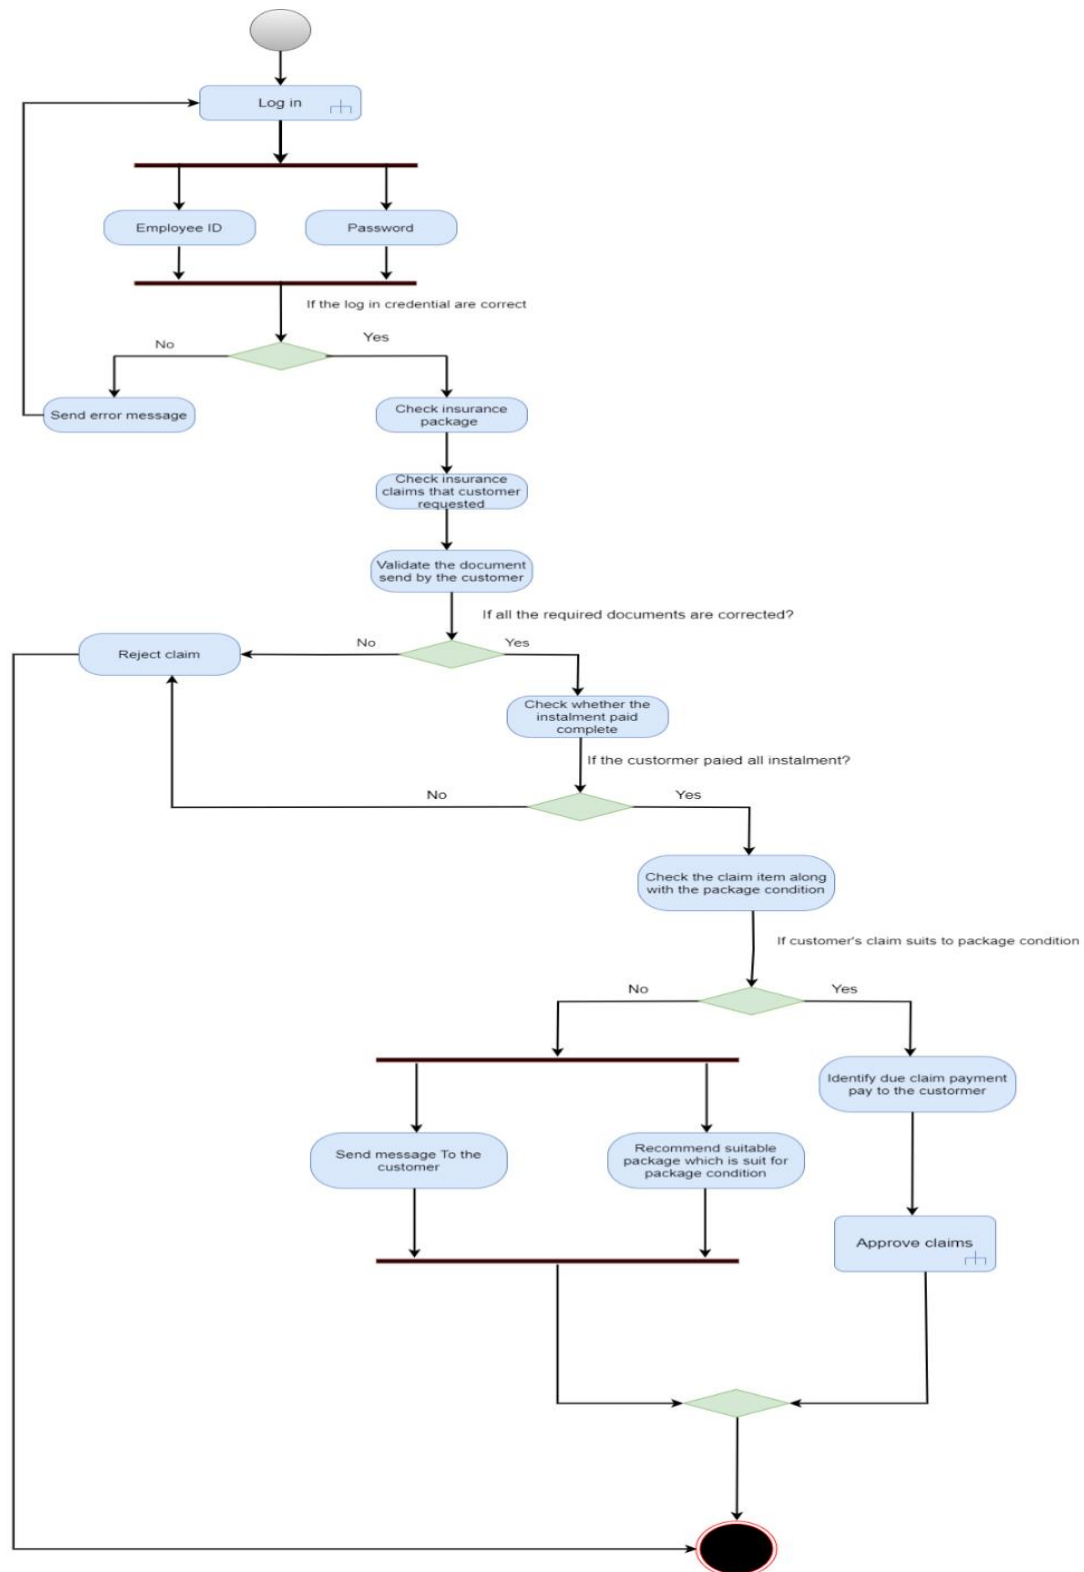 Log in
Employee ID
Password
If the log in credential are correct
No
Yes
Send error message
Check insurance
package
Check insurance
claims that customer
requested
Validate the document
send by the customer
If all the required documents are corrected?
No
Yes
Reject claim
Check whether the
instalment paid
complete
If the custormer paied all instalment?
No
Yes
Check the claim item along
with the package condition
If customer's claim suits to package condition
No
Yes
Identify due claim payment
pay to the custormer
Send message To the
customer
Recommend suitable
package which is suit for
package condition
Approve claims